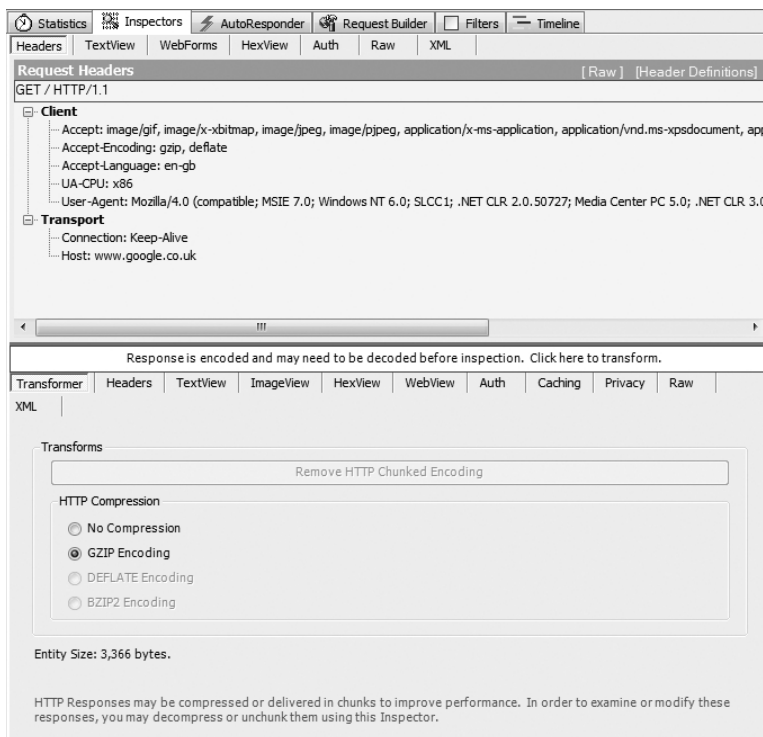 Statistics Inspectors AutoResponder Request Builder Filters Timeline
Headers TextView WebForms HexView Auth Raw XML
Request Headers [ Raw ] [Header Definitions]
GET / HTTP/1.1
Client
Accept: image/gif, image/x-xbitmap, image/jpeg, image/pjpeg, application/x-ms-application, application/vnd.ms-xpsdocument, app
Accept-Encoding: gzip, deflate
Accept-Language: en-gb
UA-CPU: x86
User-Agent: Mozilla/4.0 (compatible; MSIE 7.0; Windows NT 6.0; SLCC1; .NET CLR 2.0.50727; Media Center PC 5.0; .NET CLR 3.0
Transport
Connection: Keep-Alive
Host: www.google.co.uk
Response is encoded and may need to be decoded before inspection. Click here to transform.
Transformer Headers TextView ImageView HexView WebView Auth Caching Privacy Raw
XML
Transforms
Remove HTTP Chunked Encoding
HTTP Compression
No Compression
GZIP Encoding
DEFLATE Encoding
BZIP2 Encoding
Entity Size: 3,366 bytes.
HTTP Responses may be compressed or delivered in chunks to improve performance. In order to examine or modify these
responses, you may decompress or unchunk them using this Inspector.